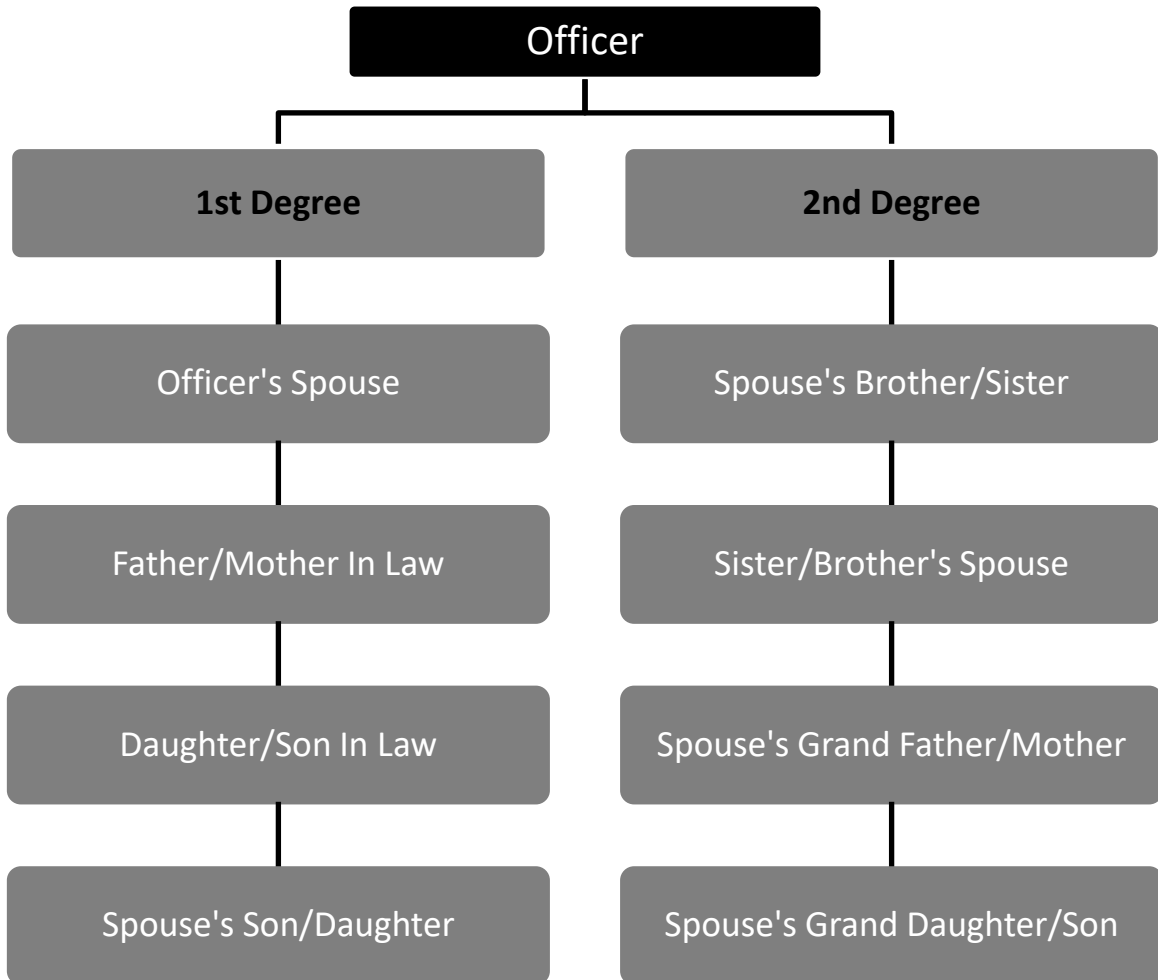 Officer
1st Degree
2nd Degree
Officer's Spouse
Spouse's Brother/Sister
Father/Mother In Law
Sister/Brother's Spouse
Daughter/Son In Law
Spouse's Grand Father/Mother
Spouse's Son/Daughter
Spouse's Grand Daughter/Son